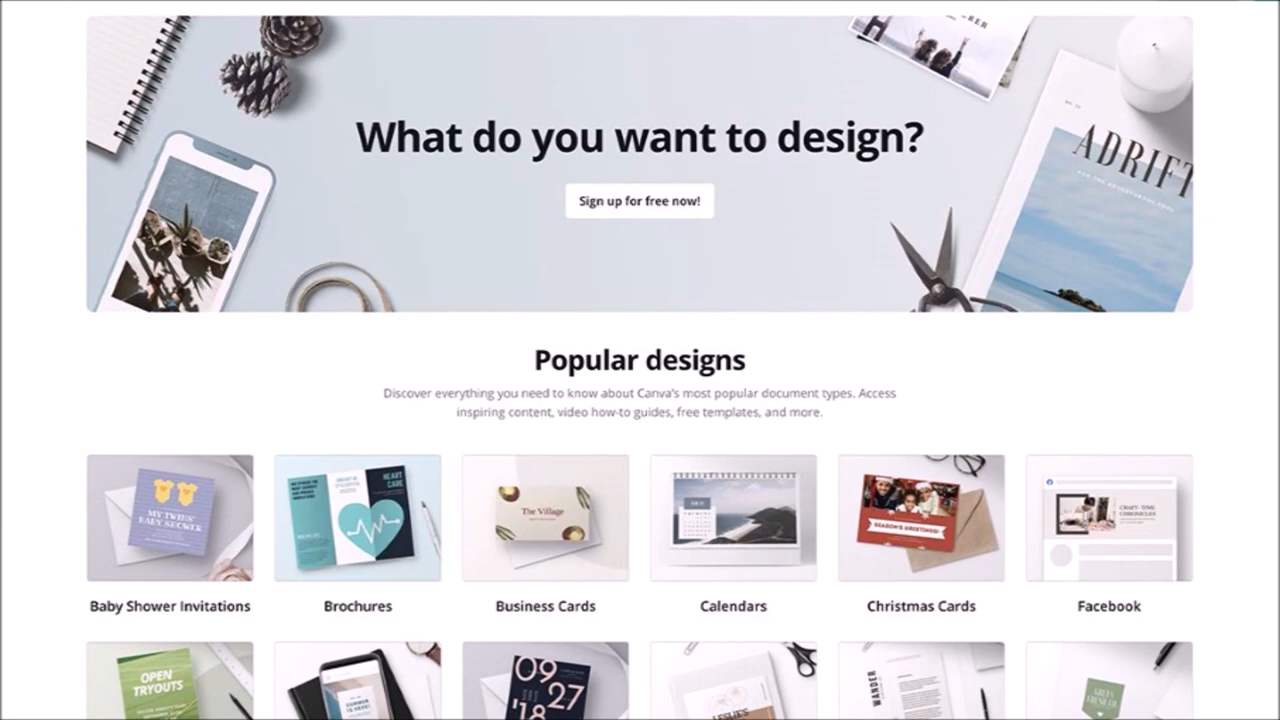 What do you want to design?
Sign up for free now!
ADRIFT
Popular designs
Discover everything you need to know about Canva's most popular document types. Access
inspiring content, video how-to guides, free templates, and more.
HEART
CARE
MY TWINS'
BABY SHOWER
The Village
SEASON'S GREETINGS!
CRAFT-TIME
CHRONICLES
Baby Shower Invitations
Brochures
Business Cards
Calendars
Christmas Cards
Facebook
OPEN
TRYOUTS
SUMMER
IS HERE!
09
27
'18
WANDER